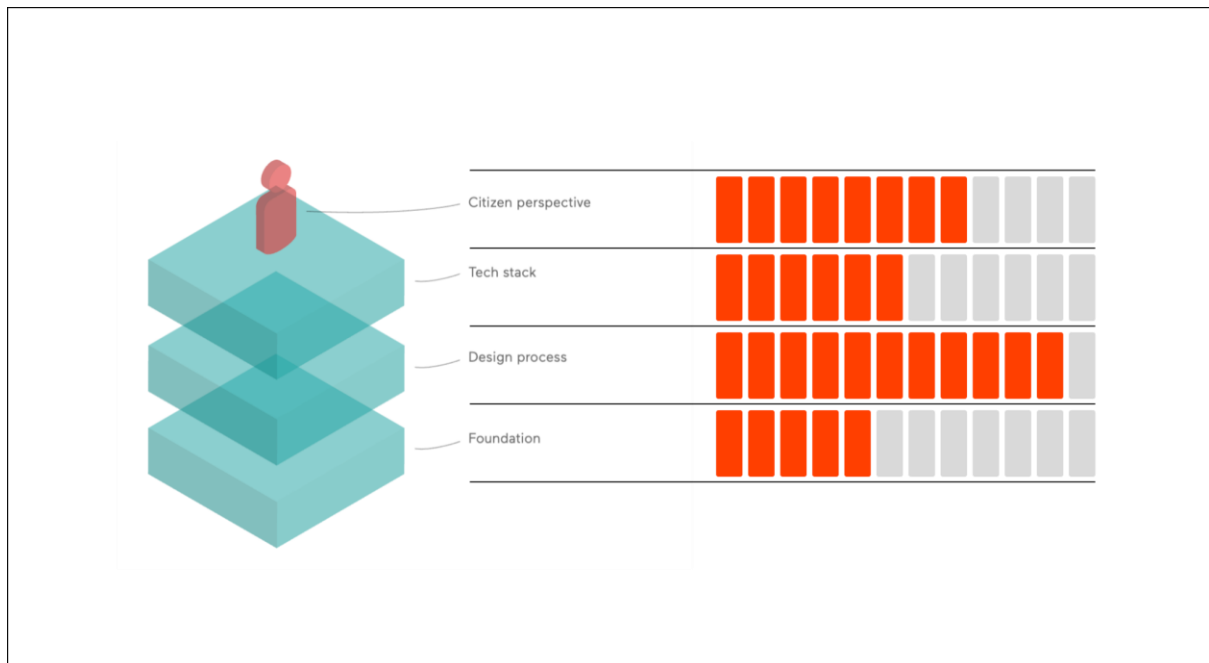 Citizen perspective
Tech stack
Design process
Foundation